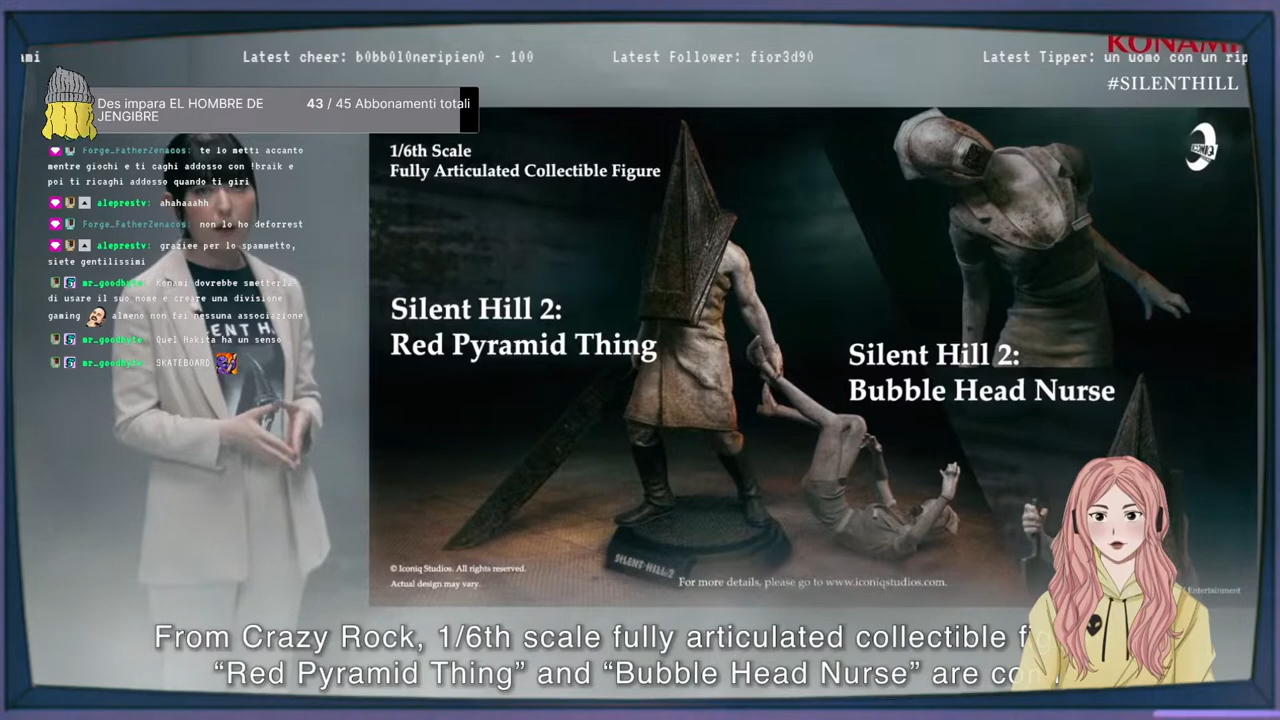 KONAMI
Latest cheer: b0bb0l0neripien0 - 100
Latest Follower: fior3d90
Latest Tipper: un uomo con un rip
#SILENTHILL
Des impara EL HOMBRE DE JENGIBRE
43 / 45 Abbonamenti totali
Forge_FatherZenacos: te lo metti accanto
mentre giochi e ti caghi addosso con !braik e
poi ti ricaghi addosso quando ti giri
aleprestv: ahahaaahh
Forge_FatherZenacos: non lo ho deforrest
aleprestv: graziee per lo spammetto,
siete gentilissimi
mr_goodbyte: Konami dovrebbe smetterla
di usare il suo nome e creare una divisione
gaming almeno non fai nessuna associazione
mr_goodbyte: Quel Hakita ha un senso
mr_goodbyte: SKATEBOARD
1/6th Scale
Fully Articulated Collectible Figure
Silent Hill 2:
Red Pyramid Thing
Silent Hill 2:
Bubble Head Nurse
SILENT HILL 2
© Iconiq Studios. All rights reserved.
Actual design may vary.
For more details, please go to www.iconiqstudios.com.
Entertainment
From Crazy Rock, 1/6th scale fully articulated collectible
"Red Pyramid Thing" and "Bubble Head Nurse" are